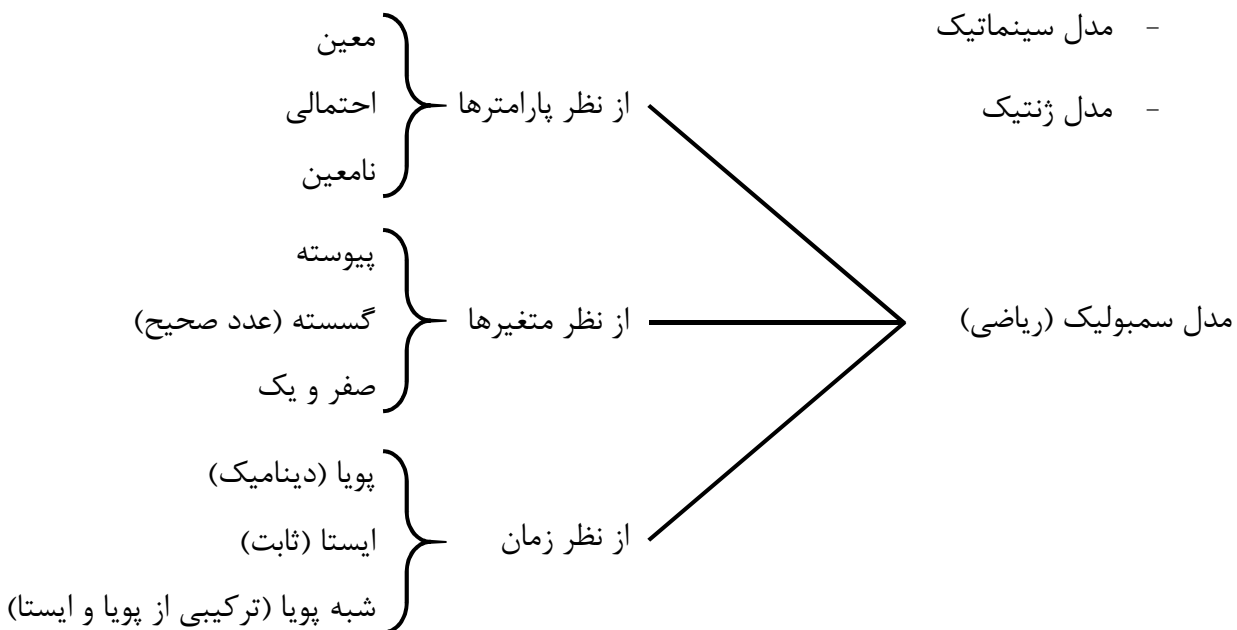 - مدل سینماتیک
- مدل ژنتیک
مدل سمبولیک (ریاضی)
از نظر پارامترها
معین
احتمالی
نامعین
از نظر متغیرها
پیوسته
گسسته (عدد صحیح)
صفر و یک
از نظر زمان
پویا (دینامیک)
ایستا (ثابت)
شبه پویا (ترکیبی از پویا و ایستا)